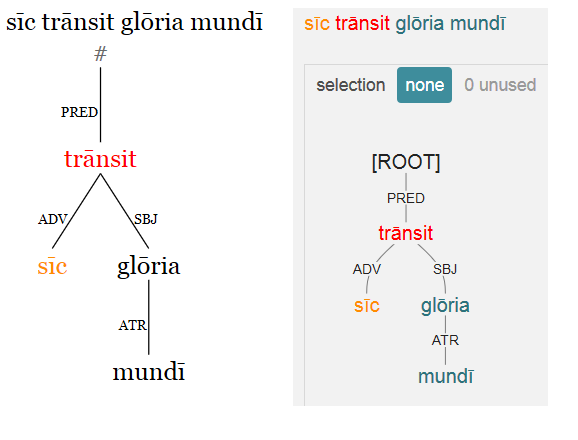 sīc trānsit glōria mundī
#
PRED
trānsit
ADV SBJ
sīc glōria
ATR
mundī
sīc trānsit glōria mundī
selection none 0 unused
[ROOT]
PRED
trānsit
ADV SBJ
sīc glōria
ATR
mundī